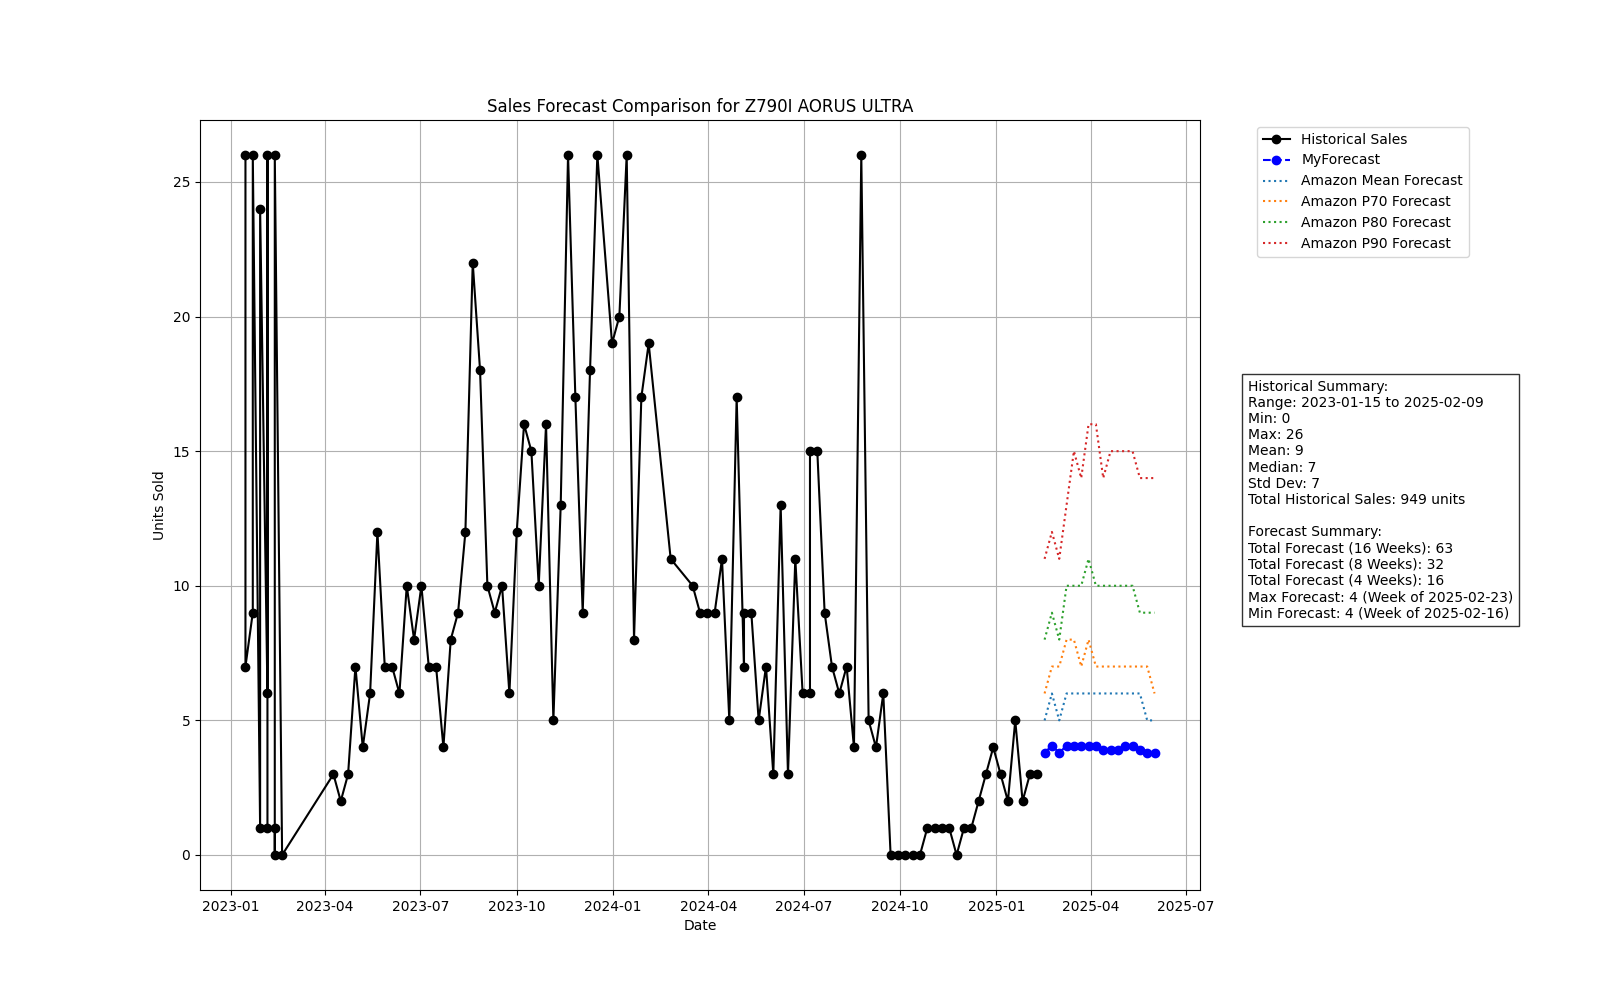 Sales Forecast Comparison for Z790I AORUS ULTRA
Units Sold
25
20
15
10
5
0
2023-01
2023-04
2023-07
2023-10
2024-01
2024-04
2024-07
2024-10
2025-01
2025-04
2025-07
Date
Historical Sales
MyForecast
Amazon Mean Forecast
Amazon P70 Forecast
Amazon P80 Forecast
Amazon P90 Forecast
Historical Summary:
Range: 2023-01-15 to 2025-02-09
Min: 0
Max: 26
Mean: 9
Median: 7
Std Dev: 7
Total Historical Sales: 949 units
Forecast Summary:
Total Forecast (16 Weeks): 63
Total Forecast (8 Weeks): 32
Total Forecast (4 Weeks): 16
Max Forecast: 4 (Week of 2025-02-23)
Min Forecast: 4 (Week of 2025-02-16)